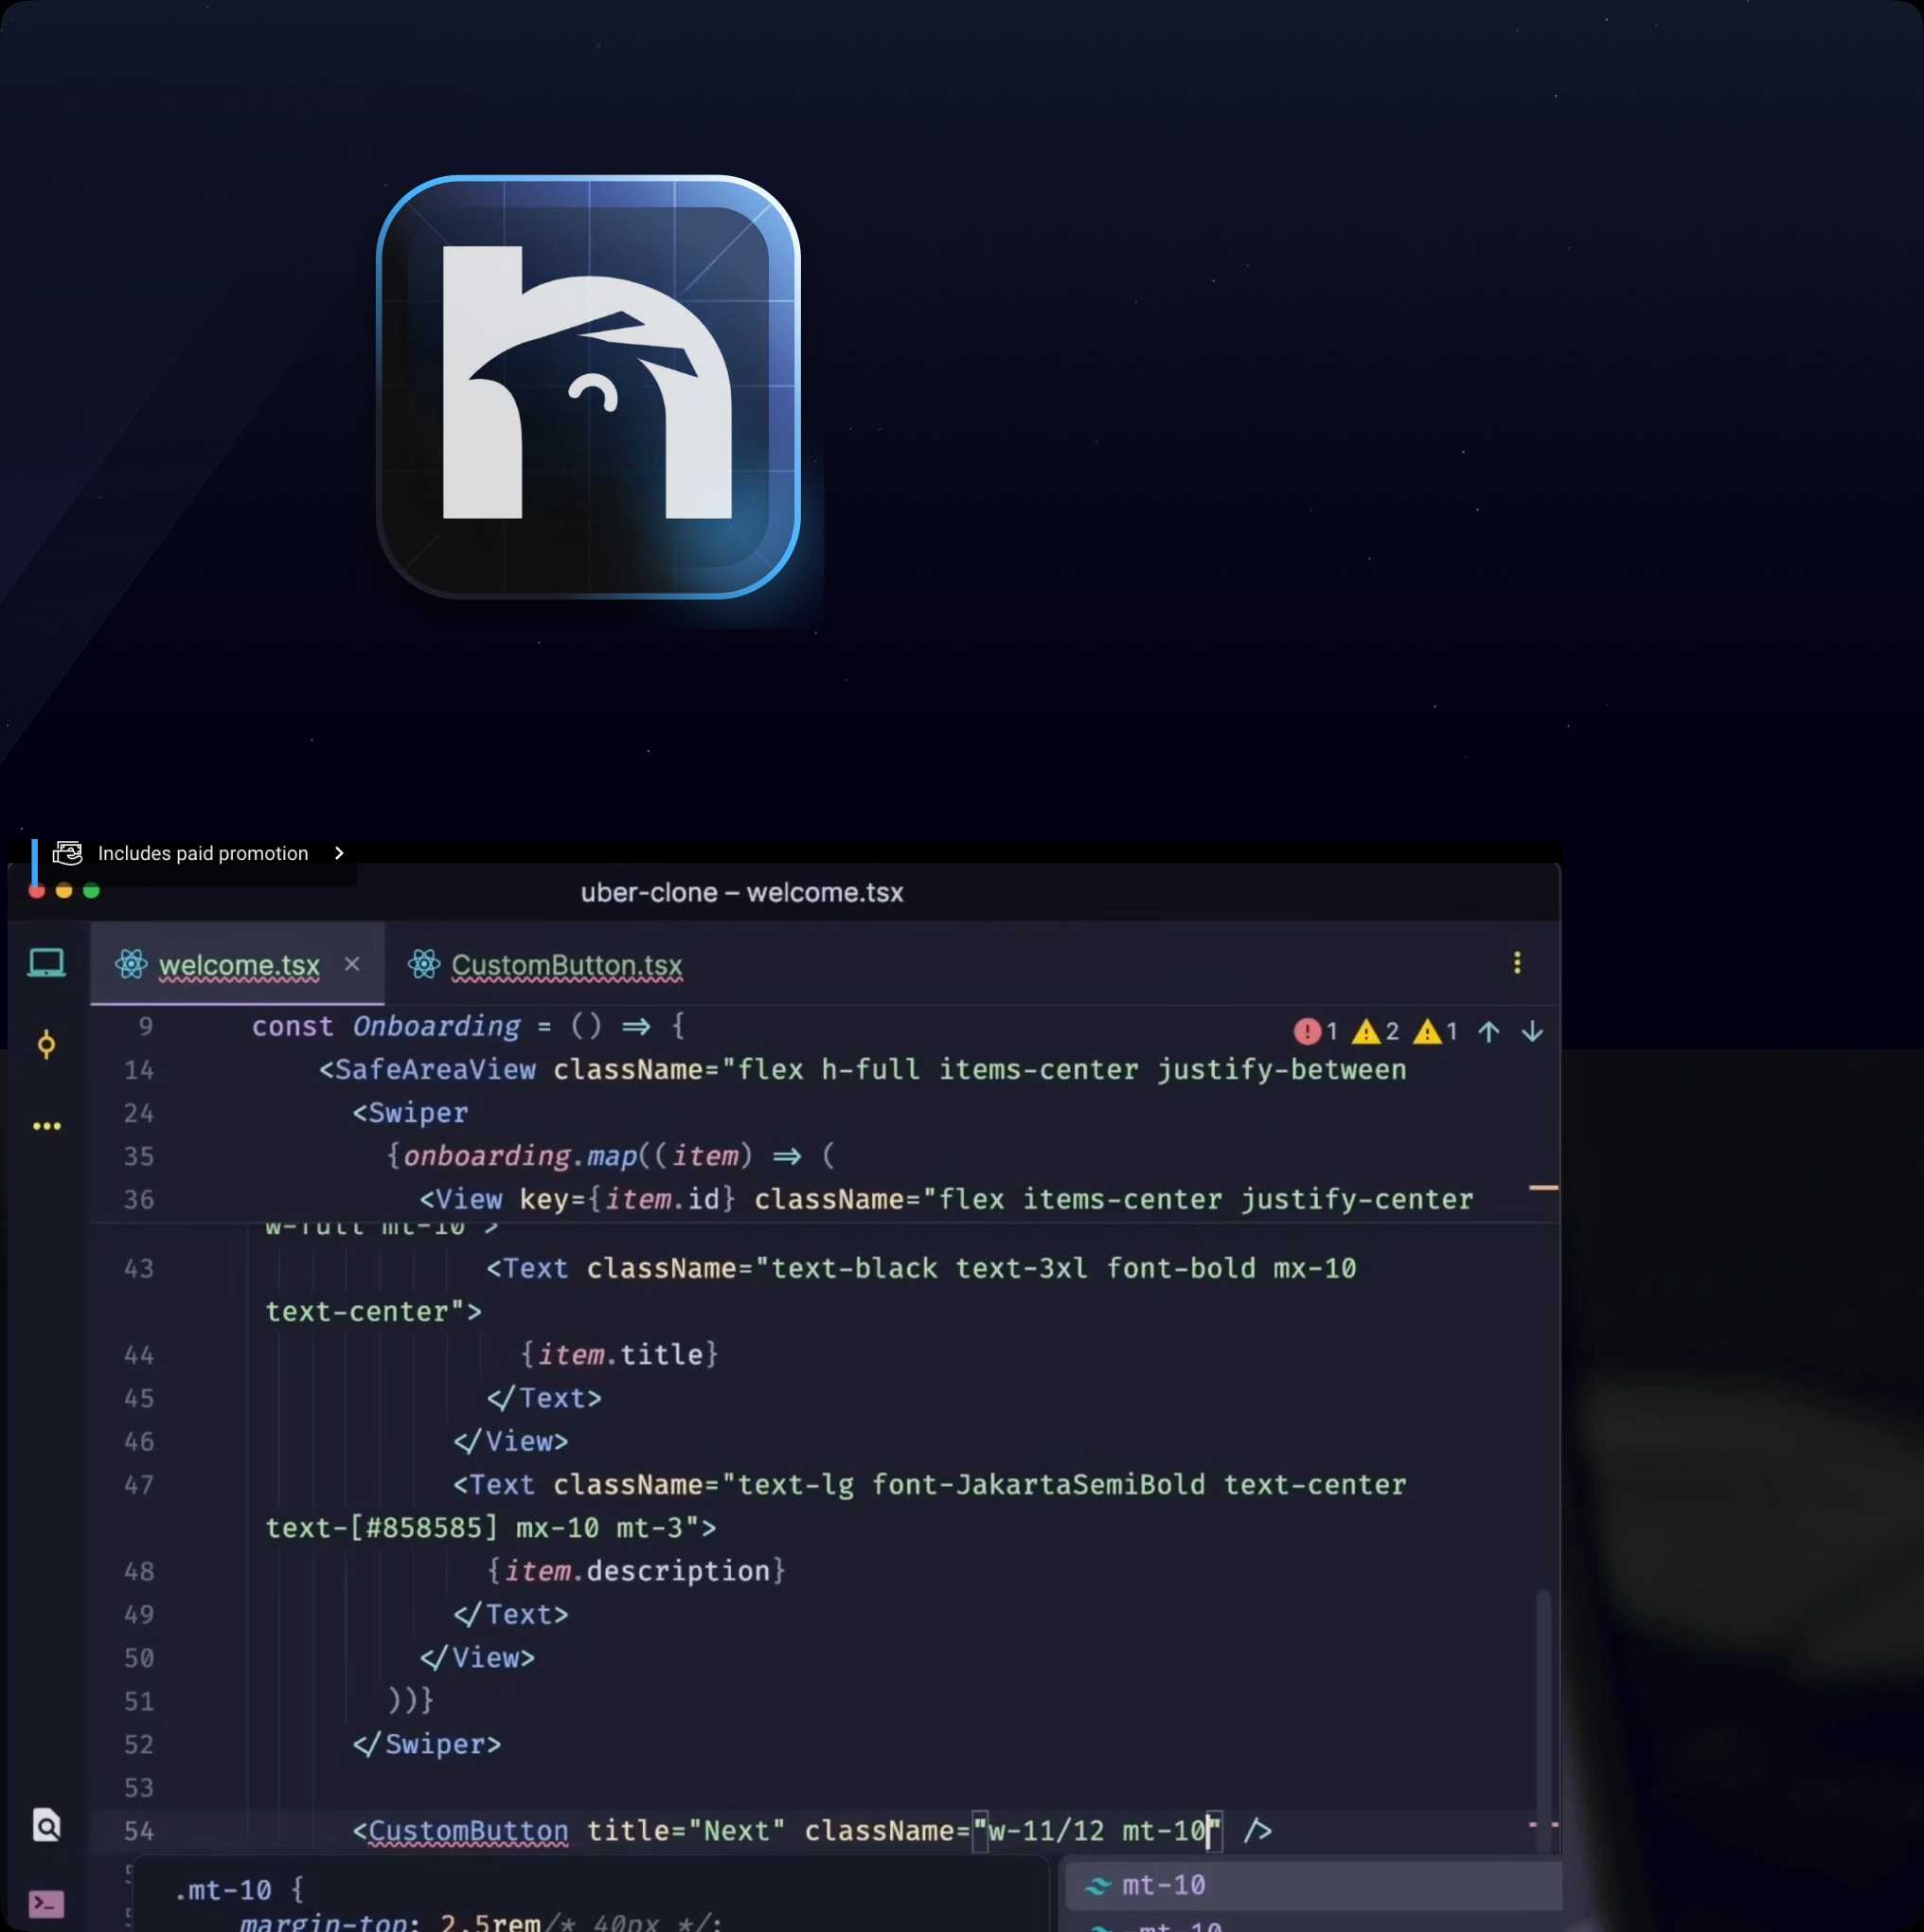 Includes paid promotion
uber-clone – welcome.tsx
welcome.tsx
CustomButton.tsx
9 const Onboarding = () => {
1 2 1
14 <SafeAreaView className="flex h-full items-center justify-between
24 <Swiper
35 {onboarding.map((item) => (
36 <View key={item.id} className="flex items-center justify-center
w-full mt-10">
43 <Text className="text-black text-3xl font-bold mx-10
text-center">
44 {item.title}
45 </Text>
46 </View>
47 <Text className="text-lg font-JakartaSemiBold text-center
text-[#858585] mx-10 mt-3">
48 {item.description}
49 </Text>
50 </View>
51 ))}
52 </Swiper>
53
54 <CustomButton title="Next" className="w-11/12 mt-10" />
.mt-10 {
margin-top: 2.5rem/* 40px */;
mt-10
-mt-10